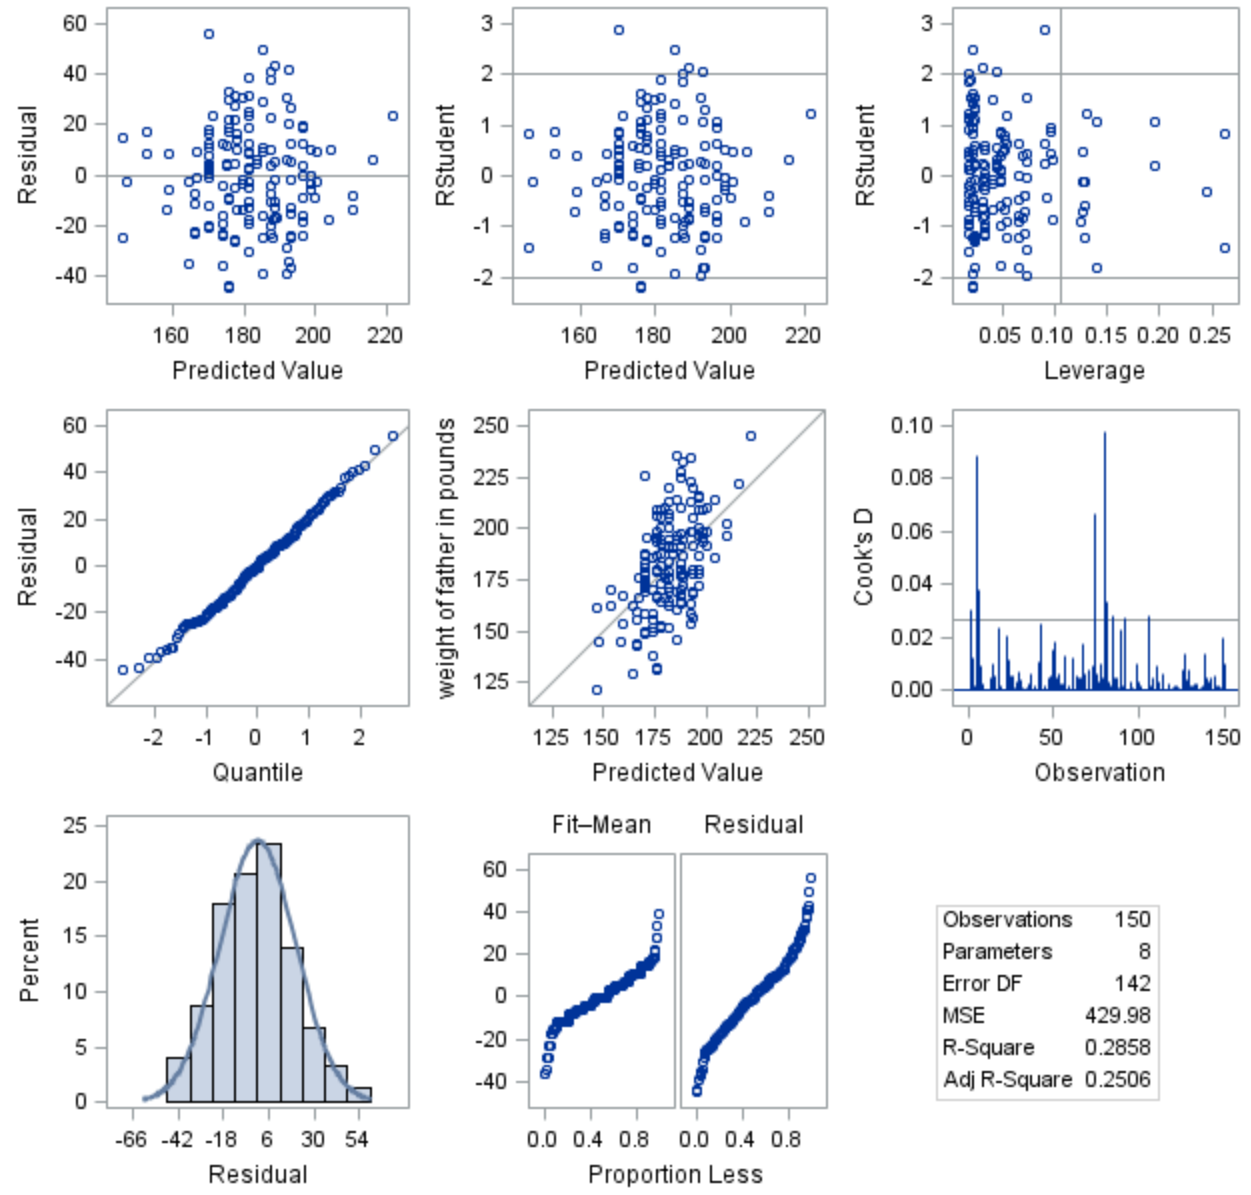 60
40
20
0
-20
-40
Residual
160 180 200 220
Predicted Value
3
2
1
0
-1
-2
RStudent
160 180 200 220
Predicted Value
3
2
1
0
-1
-2
RStudent
0.05 0.10 0.15 0.20 0.25
Leverage
60
40
20
0
-20
-40
Residual
-2 -1 0 1 2
Quantile
250
225
200
175
150
125
weight of father in pounds
125 150 175 200 225 250
Predicted Value
0.10
0.08
0.06
0.04
0.02
0.00
Cook's D
0 50 100 150
Observation
25
20
15
10
5
0
Percent
-66 -42 -18 6 30 54
Residual
Fit–Mean Residual
60
40
20
0
-20
-40
0.0 0.4 0.8 0.0 0.4 0.8
Proportion Less
Observations 150
Parameters 8
Error DF 142
MSE 429.98
R-Square 0.2858
Adj R-Square 0.2506